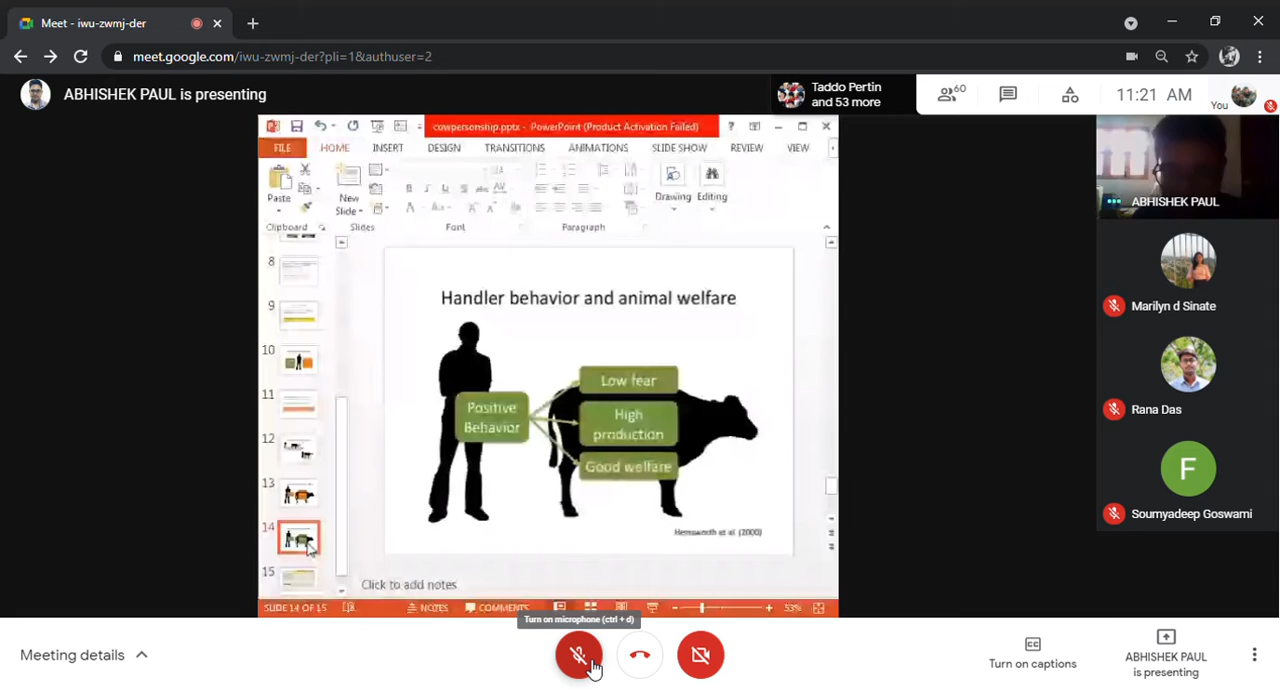 Meet - iwu-zwmj-der
meet.google.com/iwu-zwmj-der?pli=1&authuser=2
ABHISHEK PAUL is presenting
Taddo Pertin
and 53 more
60
11:21 AM
You
cowpersonship.pptx - PowerPoint (Product Activation Failed)
FILE
HOME
INSERT
DESIGN
TRANSITIONS
ANIMATIONS
SLIDE SHOW
REVIEW
VIEW
Paste
New
Slide
Drawing
Editing
Clipboard
Slides
Font
Paragraph
8
9
10
11
12
13
14
15
Handler behavior and animal welfare
Positive
Behavior
Low fear
High
production
Good welfare
Hemsworth et al. (2000)
Click to add notes
SLIDE 14 OF 15
NOTES
COMMENTS
53%
ABHISHEK PAUL
Marilyn d Sinate
Rana Das
F
Soumyadeep Goswami
Turn on microphone (ctrl + d)
Meeting details
CC
Turn on captions
ABHISHEK PAUL
is presenting